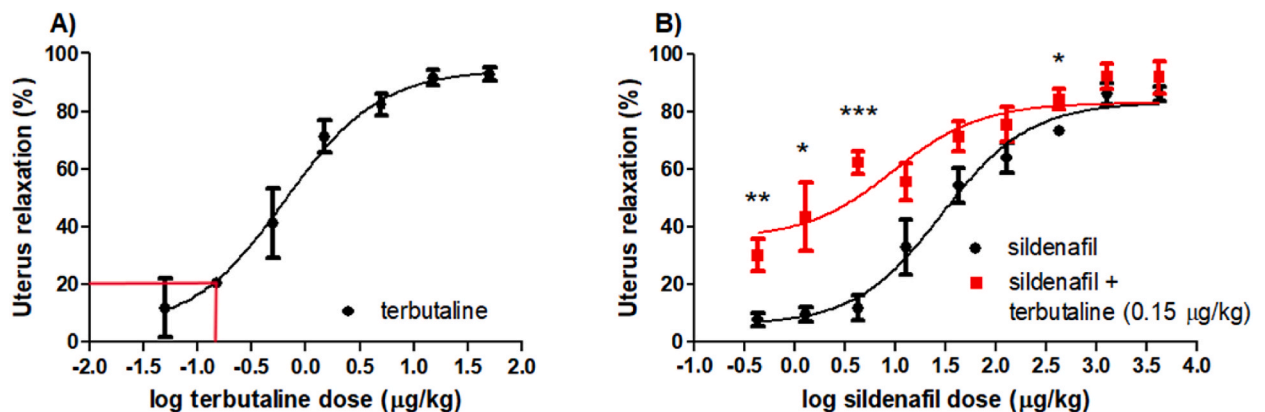 A)
Uterus relaxation (%)
100
80
60
40
20
0
terbutaline
-2.0 -1.5 -1.0 -0.5 0.0 0.5 1.0 1.5 2.0
log terbutaline dose (µg/kg)
B)
Uterus relaxation (%)
100
80
60
40
20
0
**
*
***
*
sildenafil
sildenafil +
terbutaline (0.15 µg/kg)
-1.0 -0.5 0.0 0.5 1.0 1.5 2.0 2.5 3.0 3.5 4.0
log sildenafil dose (µg/kg)